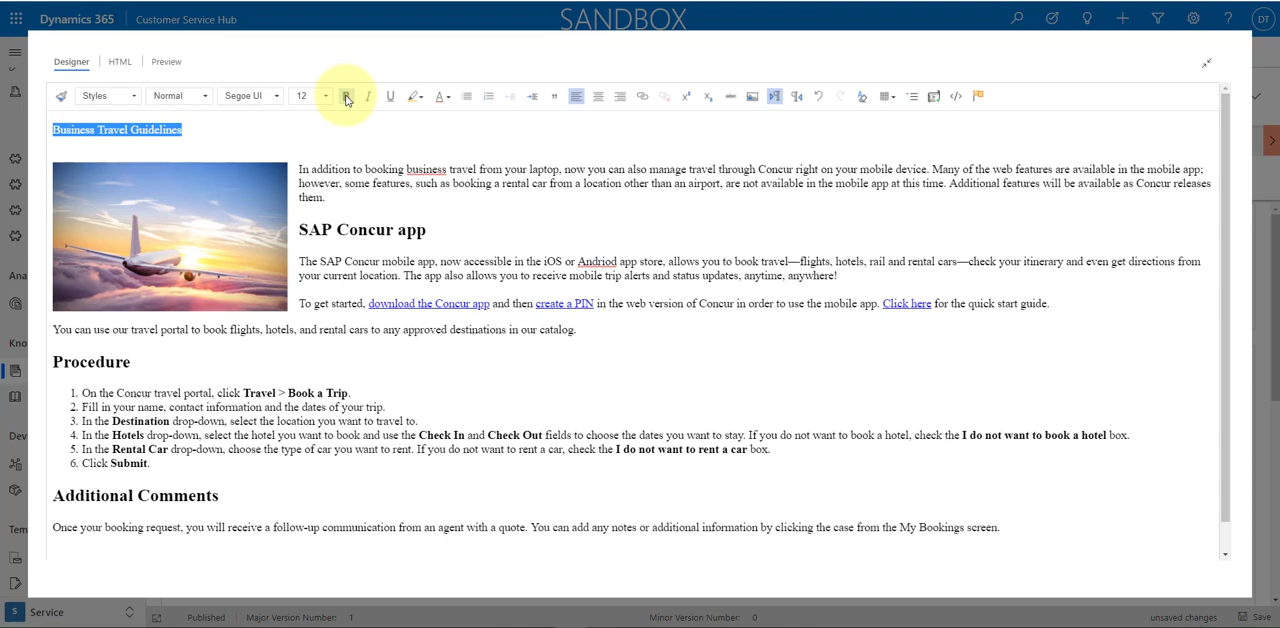 Dynamics 365
Customer Service Hub
SANDBOX
DT
Designer
HTML
Preview
Styles
Normal
Segoe UI
12
Business Travel Guidelines
In addition to booking business travel from your laptop, now you can also manage travel through Concur right on your mobile device. Many of the web features are available in the mobile app;
however, some features, such as booking a rental car from a location other than an airport, are not available in the mobile app at this time. Additional features will be available as Concur releases
them.
SAP Concur app
The SAP Concur mobile app, now accessible in the iOS or Andriod app store, allows you to book travel—flights, hotels, rail and rental cars—check your itinerary and even get directions from
your current location. The app also allows you to receive mobile trip alerts and status updates, anytime, anywhere!
To get started, download the Concur app and then create a PIN in the web version of Concur in order to use the mobile app. Click here for the quick start guide.
You can use our travel portal to book flights, hotels, and rental cars to any approved destinations in our catalog.
Procedure
1. On the Concur travel portal, click Travel > Book a Trip.
2. Fill in your name, contact information and the dates of your trip.
3. In the Destination drop-down, select the location you want to travel to.
4. In the Hotels drop-down, select the hotel you want to book and use the Check In and Check Out fields to choose the dates you want to stay. If you do not want to book a hotel, check the I do not want to book a hotel box.
5. In the Rental Car drop-down, choose the type of car you want to rent. If you do not want to rent a car, check the I do not want to rent a car box.
6. Click Submit.
Additional Comments
Once your booking request, you will receive a follow-up communication from an agent with a quote. You can add any notes or additional information by clicking the case from the My Bookings screen.
Ana
Kno
Dev
Tem
S Service
Published
Major Version Number: 1
Minor Version Number: 0
unsaved changes
Save